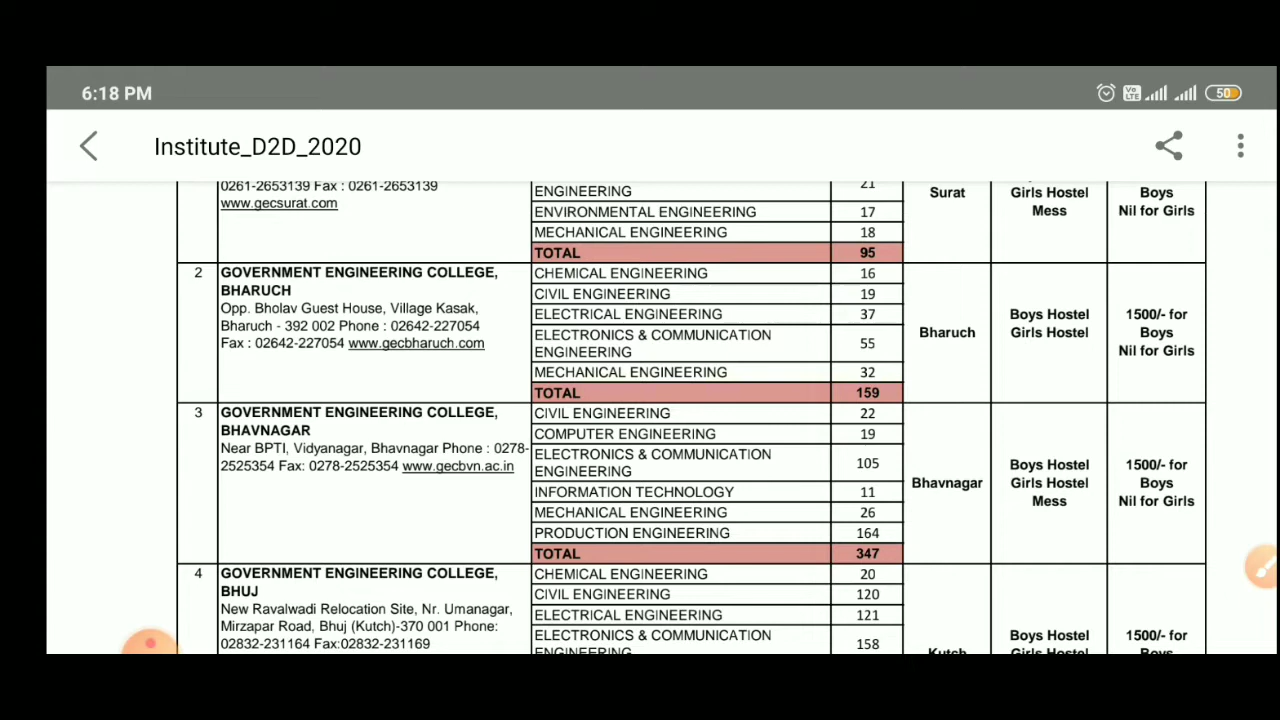 6:18 PM
Vo LTE
50
Institute_D2D_2020
0261-2653139 Fax : 0261-2653139
www.gecsurat.com
ENGINEERING 21
ENVIRONMENTAL ENGINEERING 17
MECHANICAL ENGINEERING 18
TOTAL 95
Surat
Girls Hostel
Mess
Boys
Nil for Girls
2
GOVERNMENT ENGINEERING COLLEGE,
BHARUCH
Opp. Bholav Guest House, Village Kasak,
Bharuch - 392 002 Phone : 02642-227054
Fax : 02642-227054 www.gecbharuch.com
CHEMICAL ENGINEERING 16
CIVIL ENGINEERING 19
ELECTRICAL ENGINEERING 37
ELECTRONICS & COMMUNICATION
ENGINEERING 55
MECHANICAL ENGINEERING 32
TOTAL 159
Bharuch
Boys Hostel
Girls Hostel
1500/- for
Boys
Nil for Girls
3
GOVERNMENT ENGINEERING COLLEGE,
BHAVNAGAR
Near BPTI, Vidyanagar, Bhavnagar Phone : 0278-
2525354 Fax: 0278-2525354 www.gecbvn.ac.in
CIVIL ENGINEERING 22
COMPUTER ENGINEERING 19
ELECTRONICS & COMMUNICATION
ENGINEERING 105
INFORMATION TECHNOLOGY 11
MECHANICAL ENGINEERING 26
PRODUCTION ENGINEERING 164
TOTAL 347
Bhavnagar
Boys Hostel
Girls Hostel
Mess
1500/- for
Boys
Nil for Girls
4
GOVERNMENT ENGINEERING COLLEGE,
BHUJ
New Ravalwadi Relocation Site, Nr. Umanagar,
Mirzapar Road, Bhuj (Kutch)-370 001 Phone:
02832-231164 Fax:02832-231169
CHEMICAL ENGINEERING 20
CIVIL ENGINEERING 120
ELECTRICAL ENGINEERING 121
ELECTRONICS & COMMUNICATION
ENGINEERING 158
Kutch
Boys Hostel
Girls Hostel
1500/- for
Boys